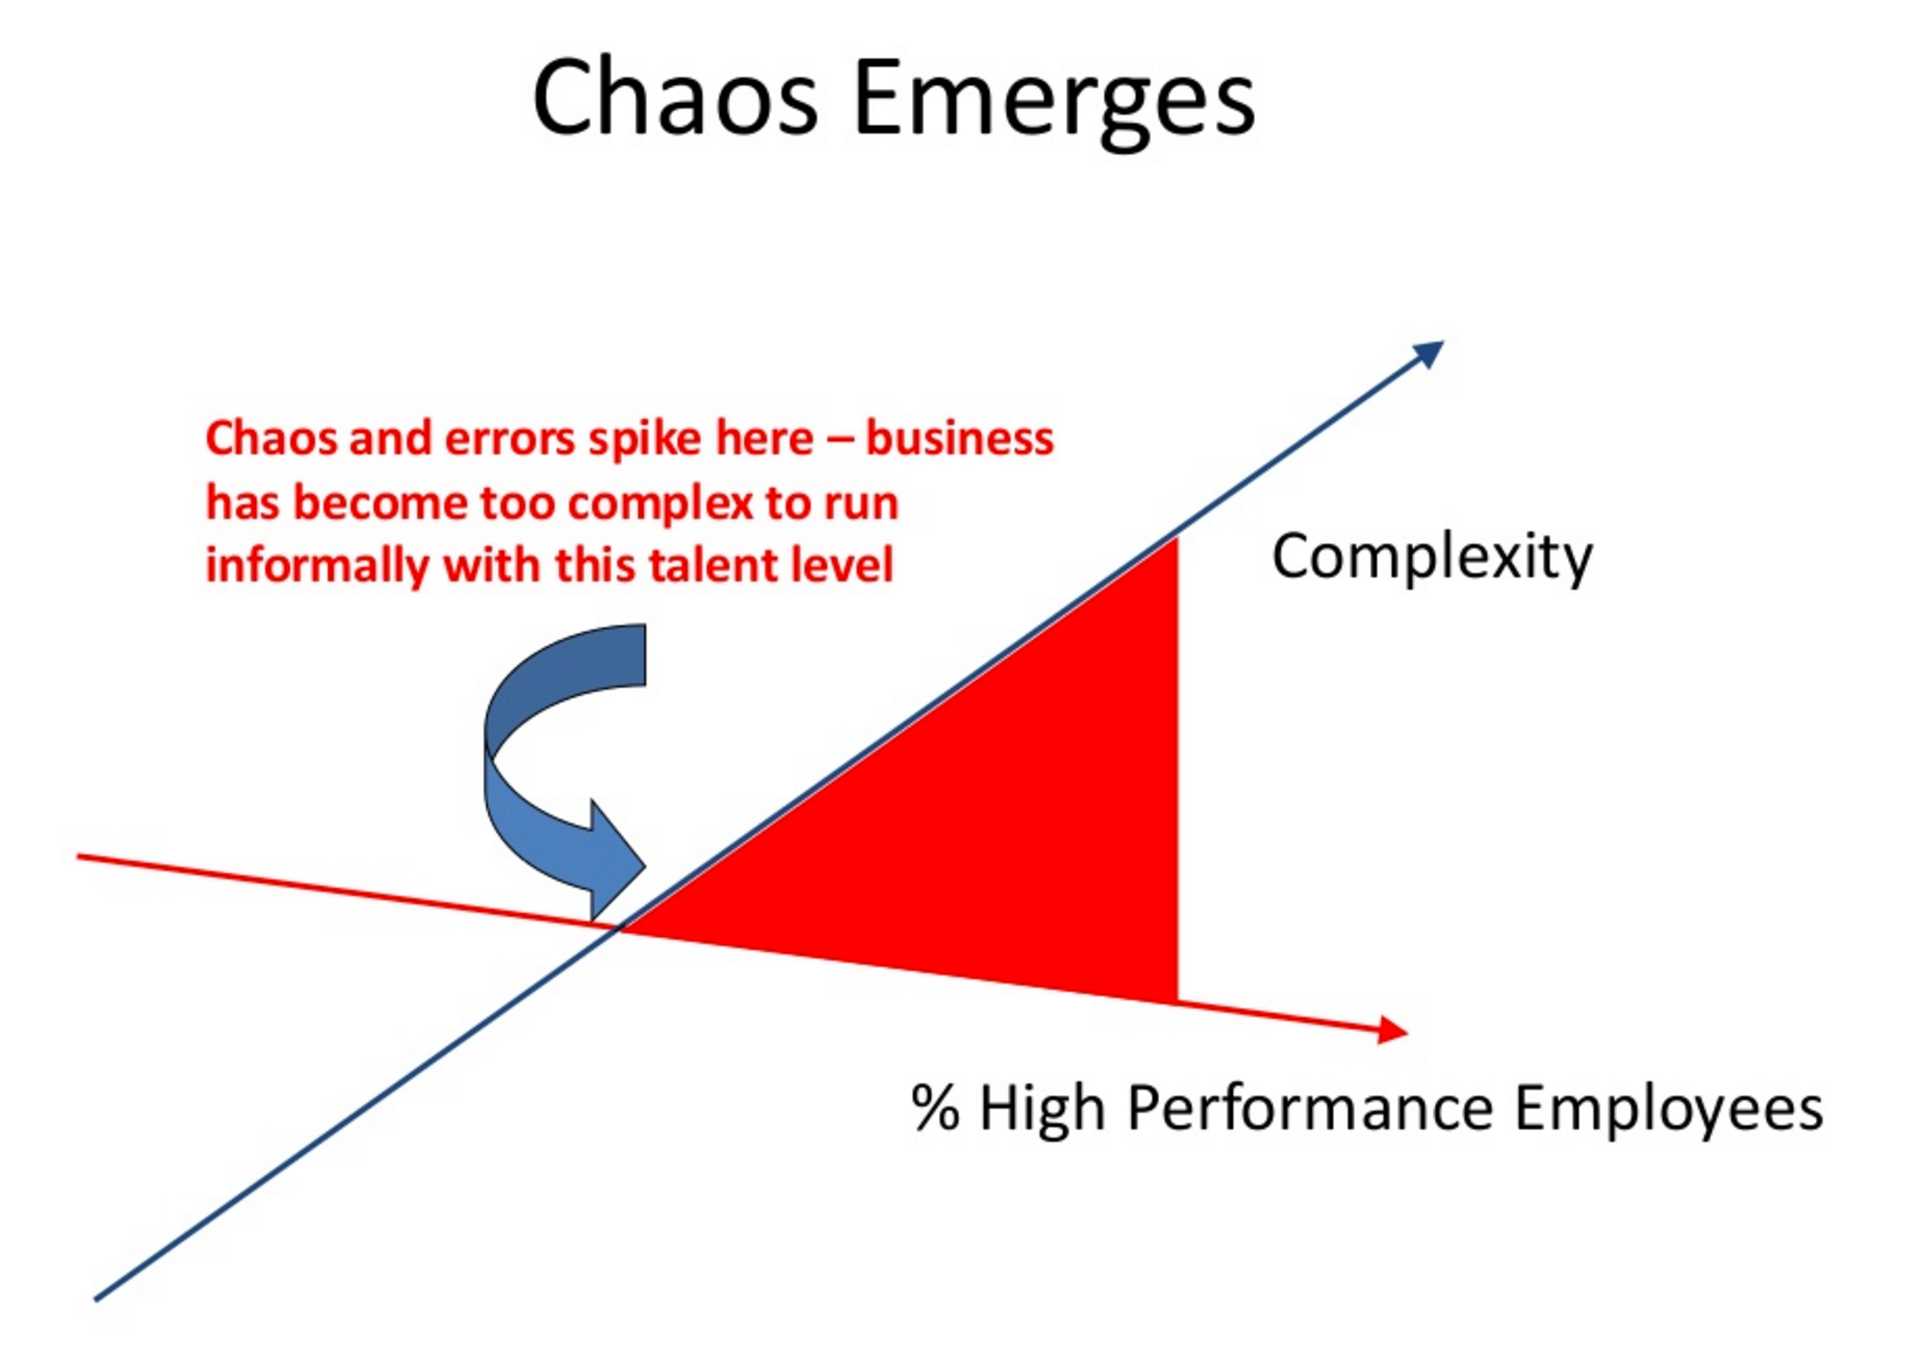 Chaos Emerges
Chaos and errors spike here – business
has become too complex to run
informally with this talent level
Complexity
% High Performance Employees